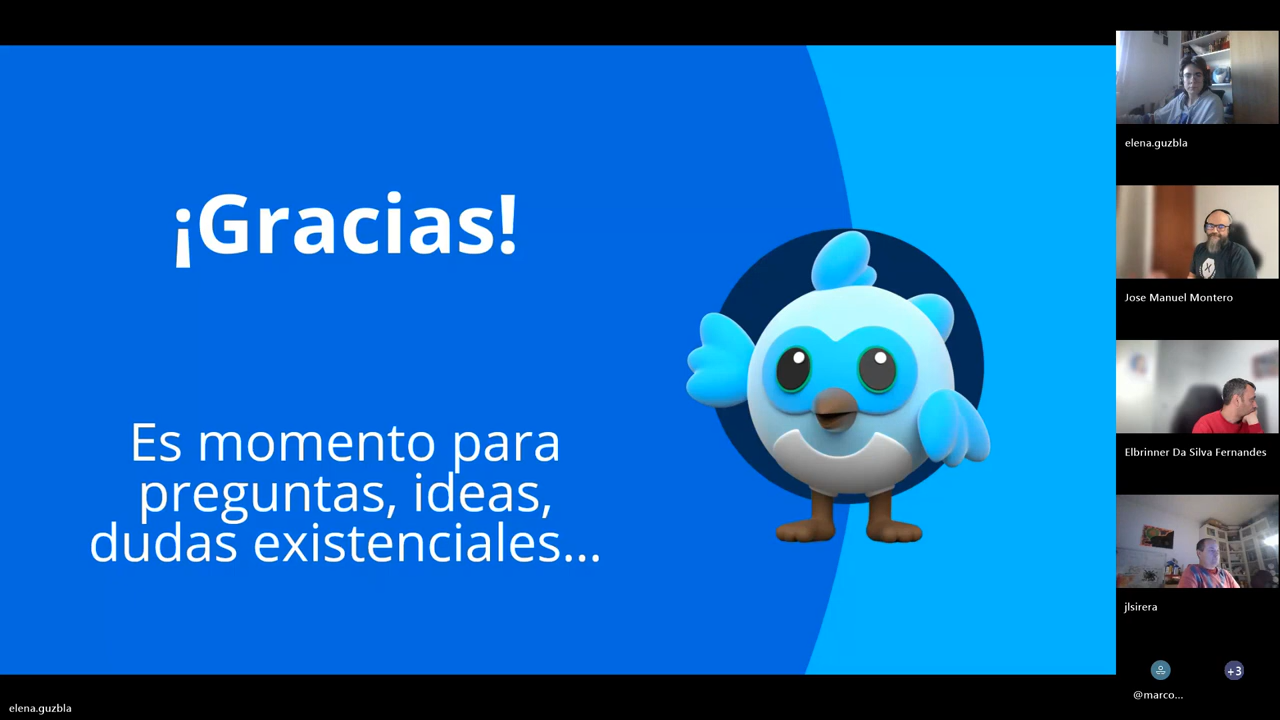 ¡Gracias!
Es momento para
preguntas, ideas,
dudas existenciales...
elena.guzbla
Jose Manuel Montero
Elbrinner Da Silva Fernandes
jlsirera
+3
@marco...
elena.guzbla